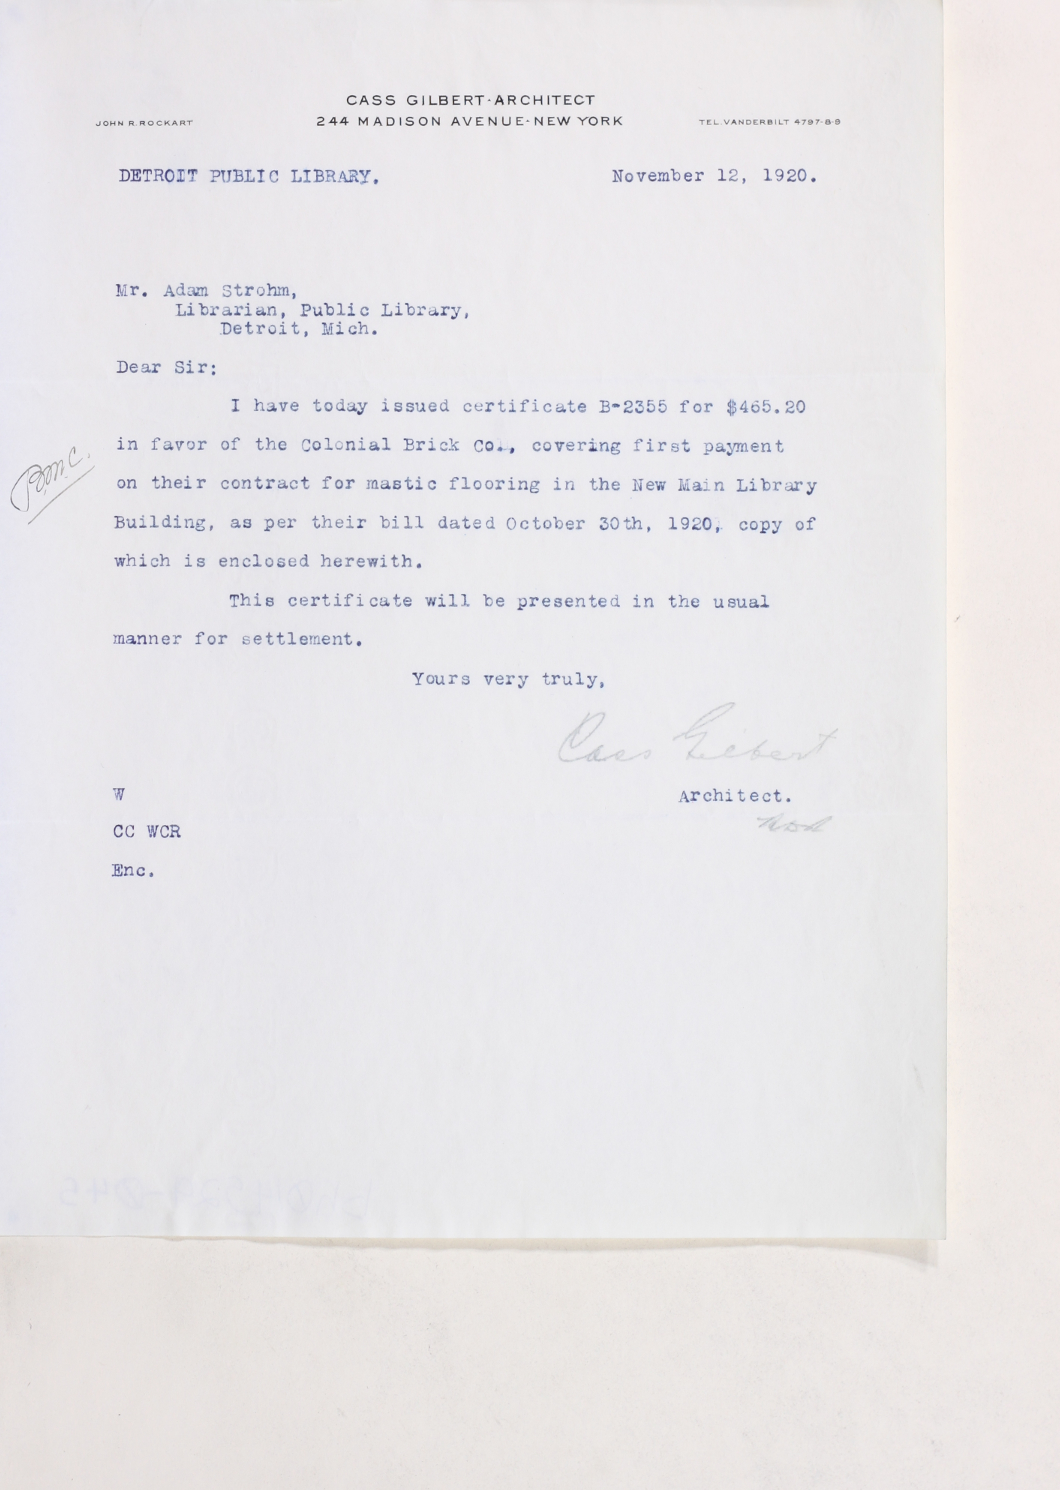 CASS GILBERT·ARCHITECT
JOHN R. ROCKART
244 MADISON AVENUE·NEW YORK
TEL. VANDERBILT 4797-8-9
DETROIT PUBLIC LIBRARY.
November 12, 1920.
Mr. Adam Strohm,
Librarian, Public Library,
Detroit, Mich.
Dear Sir:
I have today issued certificate B-2355 for $465.20
in favor of the Colonial Brick Co., covering first payment
on their contract for mastic flooring in the New Main Library
Building, as per their bill dated October 30th, 1920, copy of
which is enclosed herewith.
This certificate will be presented in the usual
manner for settlement.
Yours very truly,
Cass Gilbert
W
Architect.
CC WCR
Enc.